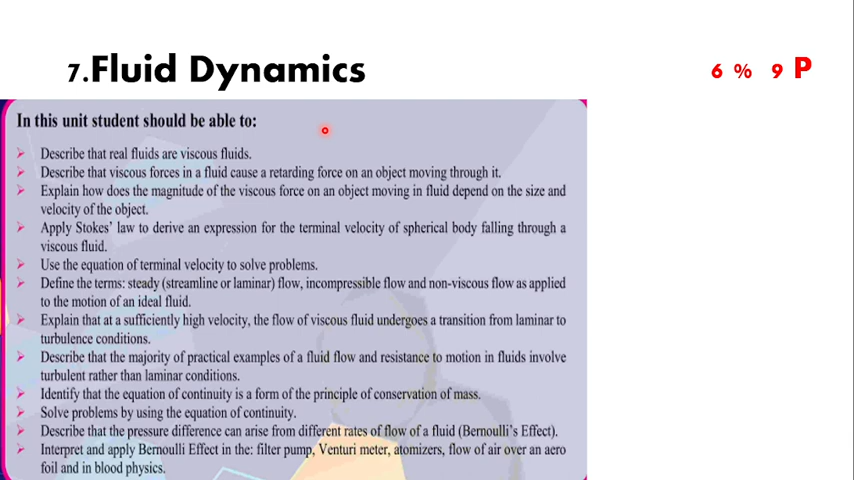 7.Fluid Dynamics
6 % 9 P
In this unit student should be able to:
➢ Describe that real fluids are viscous fluids.
➢ Describe that viscous forces in a fluid cause a retarding force on an object moving through it.
➢ Explain how does the magnitude of the viscous force on an object moving in fluid depend on the size and
velocity of the object.
➢ Apply Stokes' law to derive an expression for the terminal velocity of spherical body falling through a
viscous fluid.
➢ Use the equation of terminal velocity to solve problems.
➢ Define the terms: steady (streamline or laminar) flow, incompressible flow and non-viscous flow as applied
to the motion of an ideal fluid.
➢ Explain that at a sufficiently high velocity, the flow of viscous fluid undergoes a transition from laminar to
turbulence conditions.
➢ Describe that the majority of practical examples of a fluid flow and resistance to motion in fluids involve
turbulent rather than laminar conditions.
➢ Identify that the equation of continuity is a form of the principle of conservation of mass.
➢ Solve problems by using the equation of continuity.
➢ Describe that the pressure difference can arise from different rates of flow of a fluid (Bernoulli's Effect).
➢ Interpret and apply Bernoulli Effect in the: filter pump, Venturi meter, atomizers, flow of air over an aero
foil and in blood physics.